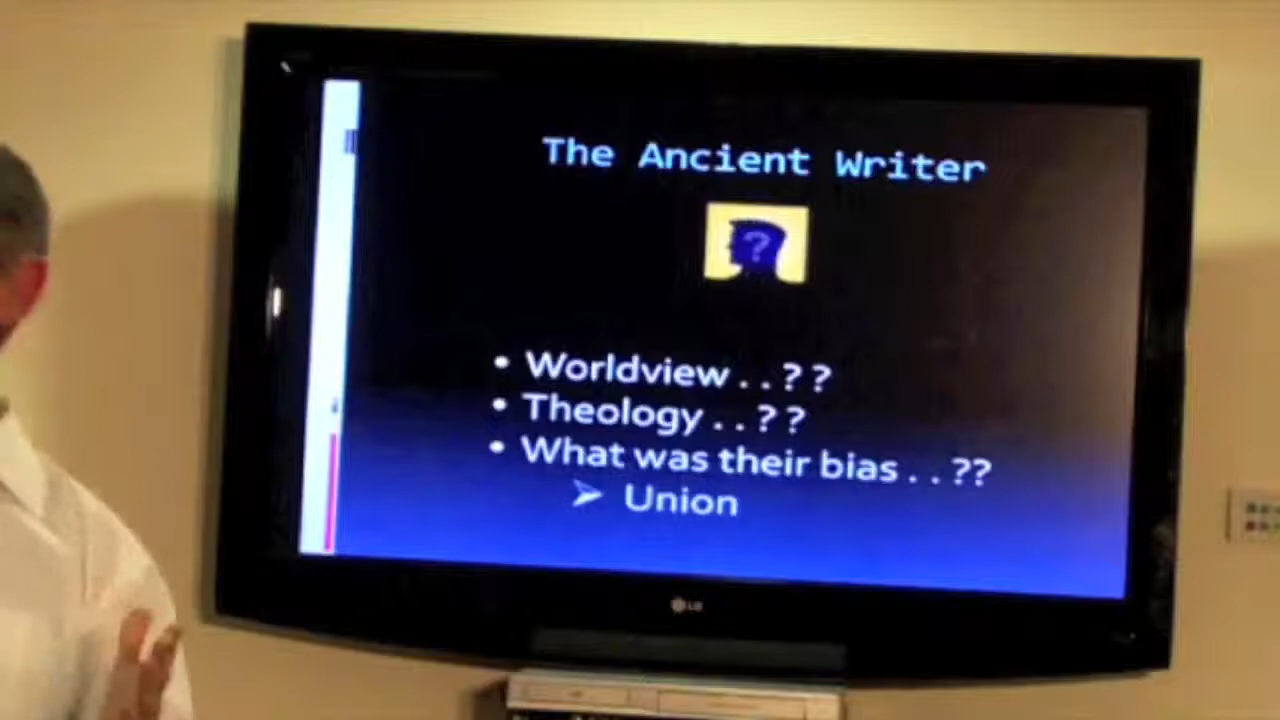 The Ancient Writer
?
• Worldview . . ? ?
• Theology . . ? ?
• What was their bias . . ??
➢ Union
LG